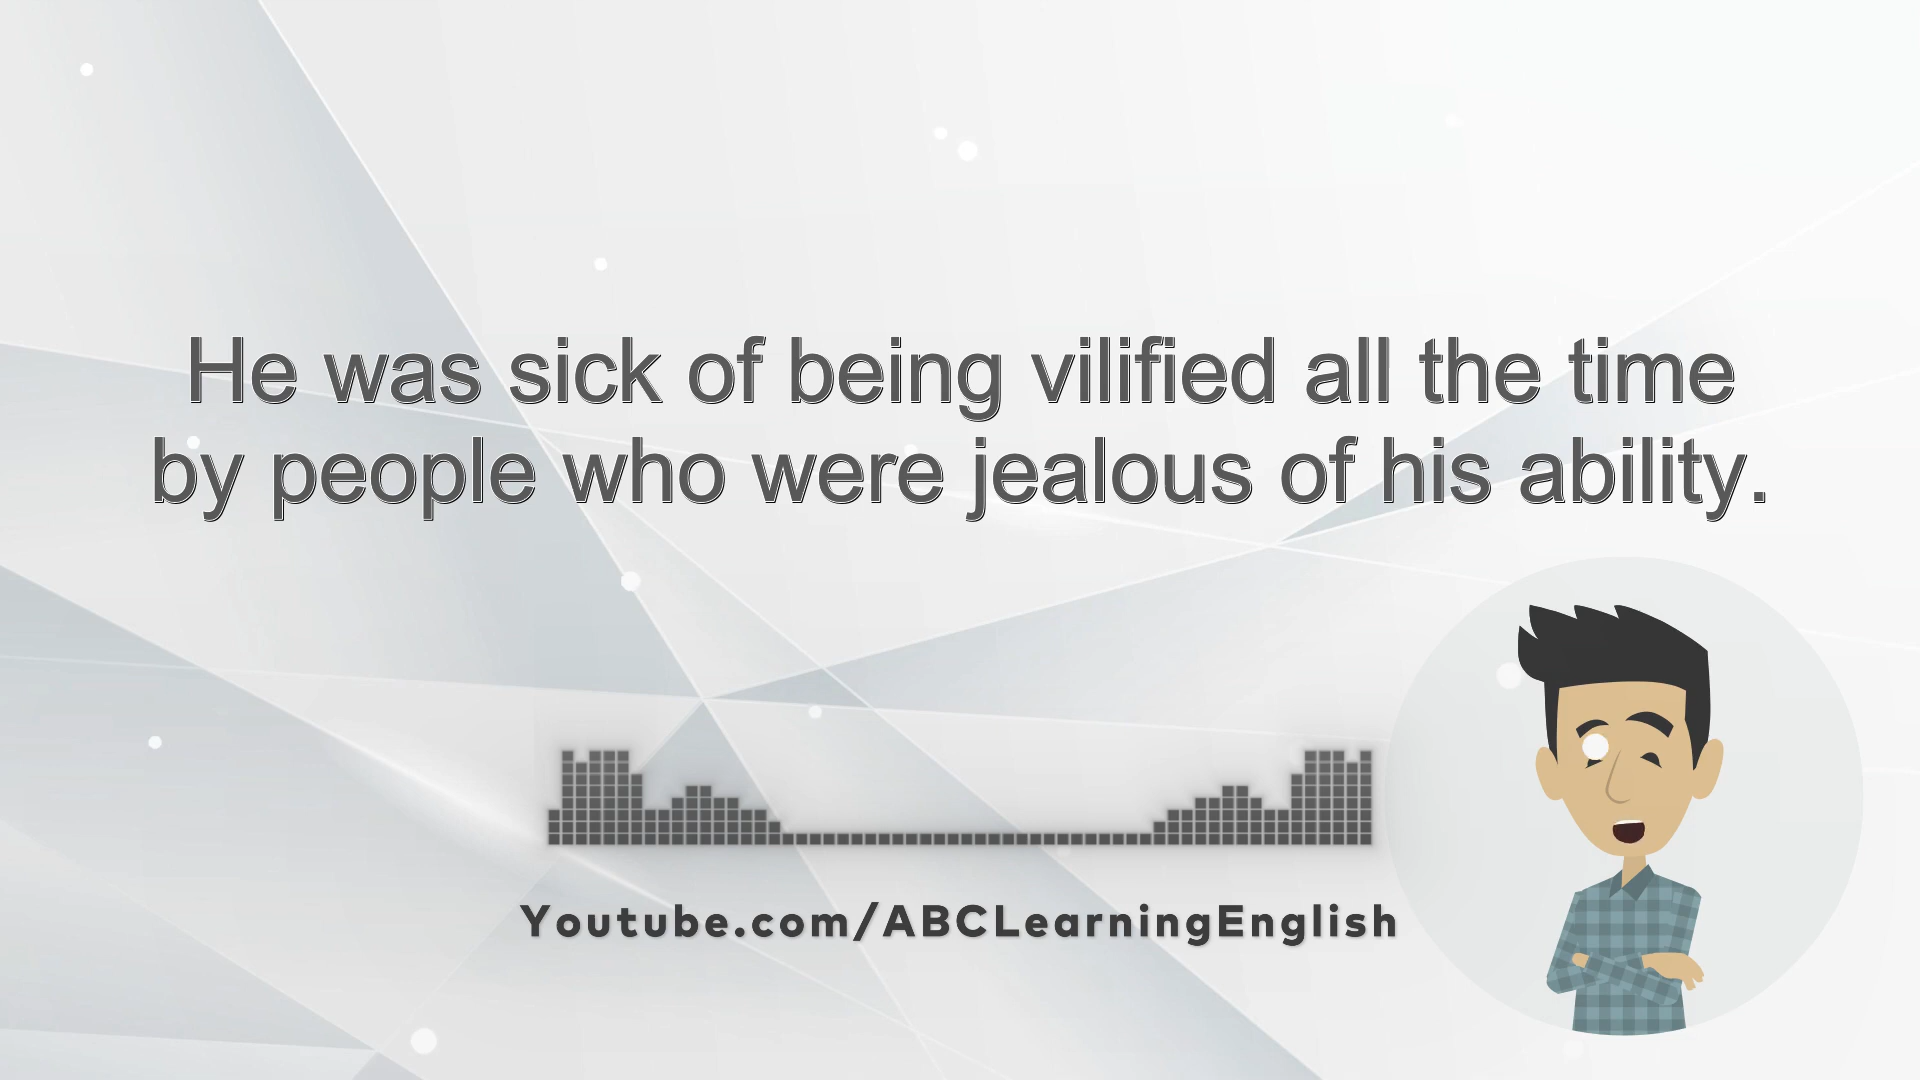 He was sick of being vilified all the time
by people who were jealous of his ability.
Youtube.com/ABCLearningEnglish